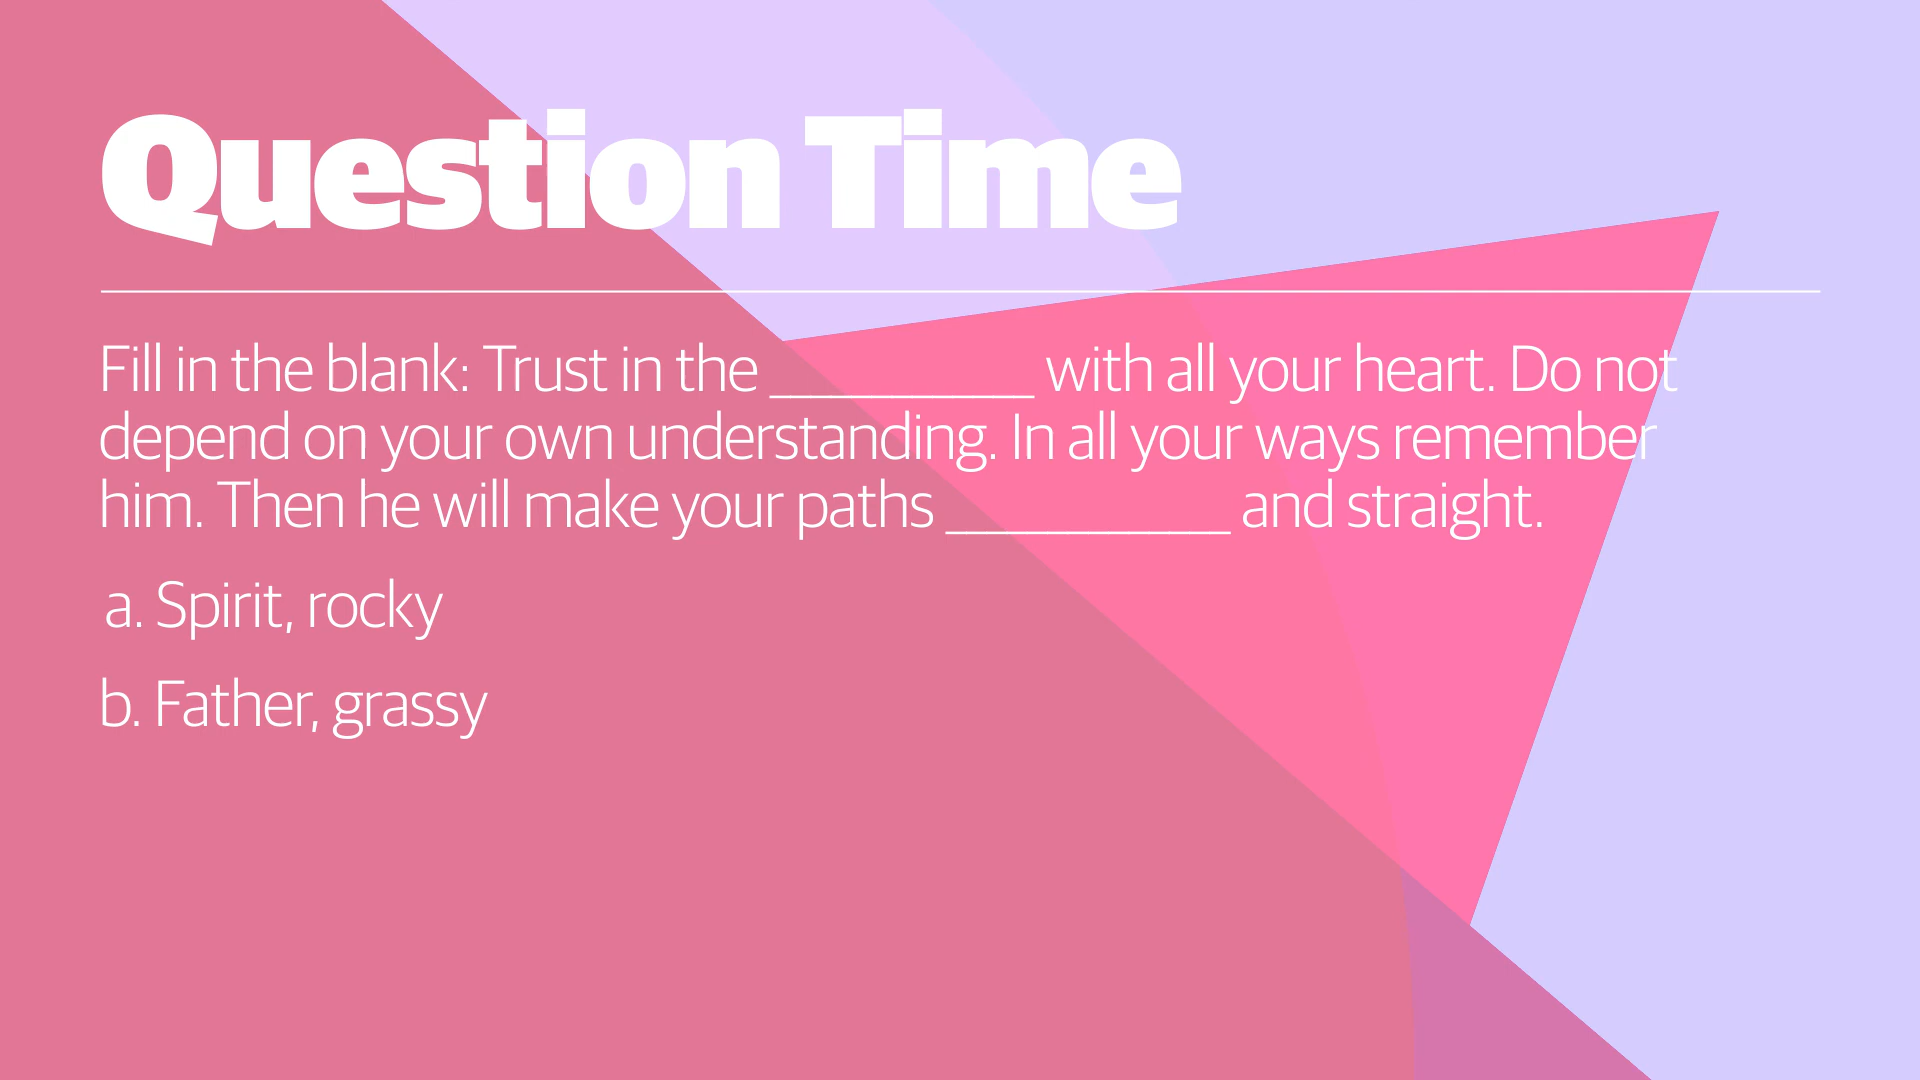 Question Time
Fill in the blank: Trust in the _____________ with all your heart. Do not
depend on your own understanding. In all your ways remember
him. Then he will make your paths ______________ and straight.
a. Spirit, rocky
b. Father, grassy